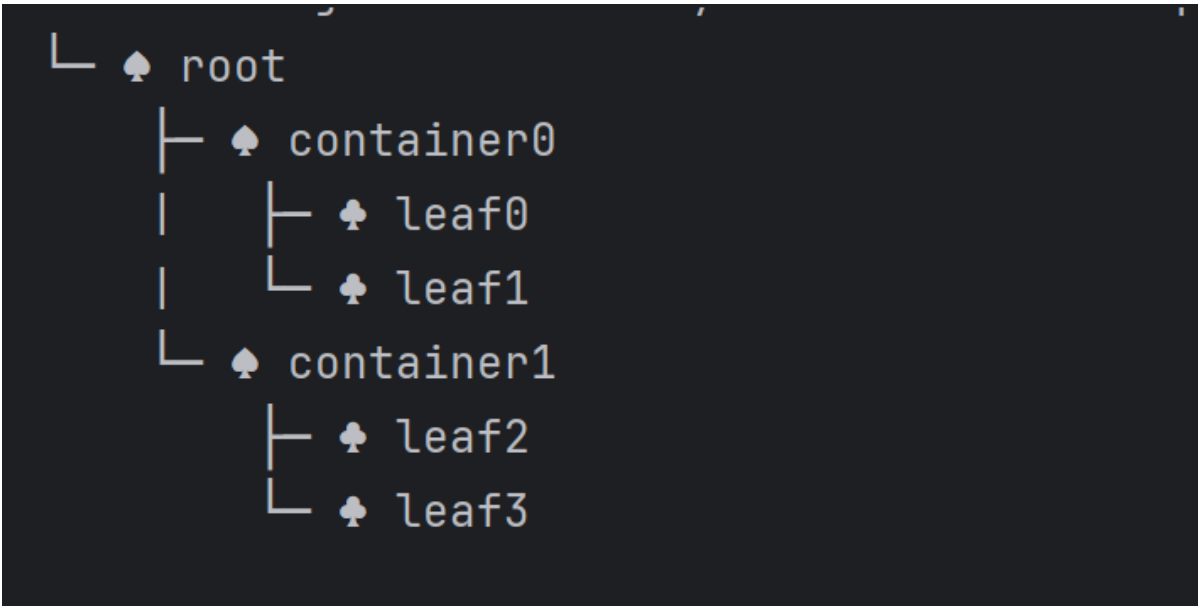 └─ ♠ root
    ├─ ♠ container0
    |   ├─ ♣ leaf0
    |   └─ ♣ leaf1
    └─ ♠ container1
        ├─ ♣ leaf2
        └─ ♣ leaf3